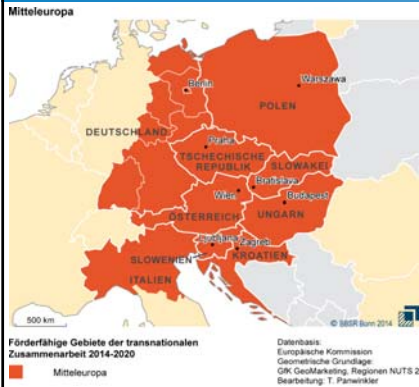 Mitteleuropa
Berlin
Warszawa
POLEN
DEUTSCHLAND
Praha
TSCHECHISCHE
REPUBLIK
SLOWAKEI
Bratislava
Wien
Budapest
ÖSTERREICH
UNGARN
Ljubljana
Zagreb
SLOWENIEN
KROATIEN
ITALIEN
500 km
© BBSR Bonn 2014
Förderfähige Gebiete der transnationalen
Zusammenarbeit 2014-2020
Mitteleuropa
Datenbasis:
Europäische Kommission
Geometrische Grundlage:
GfK GeoMarketing, Regionen NUTS 2
Bearbeitung: T. Panwinkler